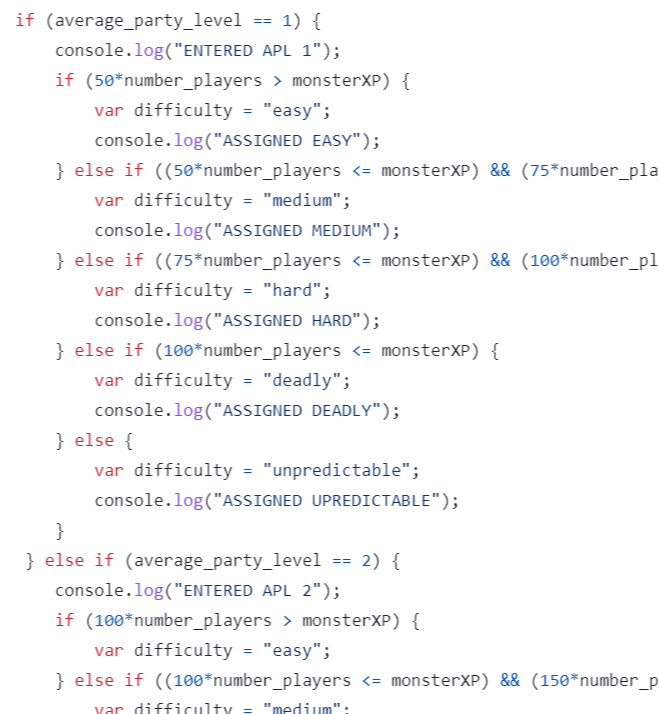 if (average_party_level == 1) {
    console.log("ENTERED APL 1");
    if (50*number_players > monsterXP) {
        var difficulty = "easy";
        console.log("ASSIGNED EASY");
    } else if ((50*number_players <= monsterXP) && (75*number_pla
        var difficulty = "medium";
        console.log("ASSIGNED MEDIUM");
    } else if ((75*number_players <= monsterXP) && (100*number_pl
        var difficulty = "hard";
        console.log("ASSIGNED HARD");
    } else if (100*number_players <= monsterXP) {
        var difficulty = "deadly";
        console.log("ASSIGNED DEADLY");
    } else {
        var difficulty = "unpredictable";
        console.log("ASSIGNED UPREDICTABLE");
    }
 } else if (average_party_level == 2) {
    console.log("ENTERED APL 2");
    if (100*number_players > monsterXP) {
        var difficulty = "easy";
    } else if ((100*number_players <= monsterXP) && (150*number_p
        var difficulty = "medium";